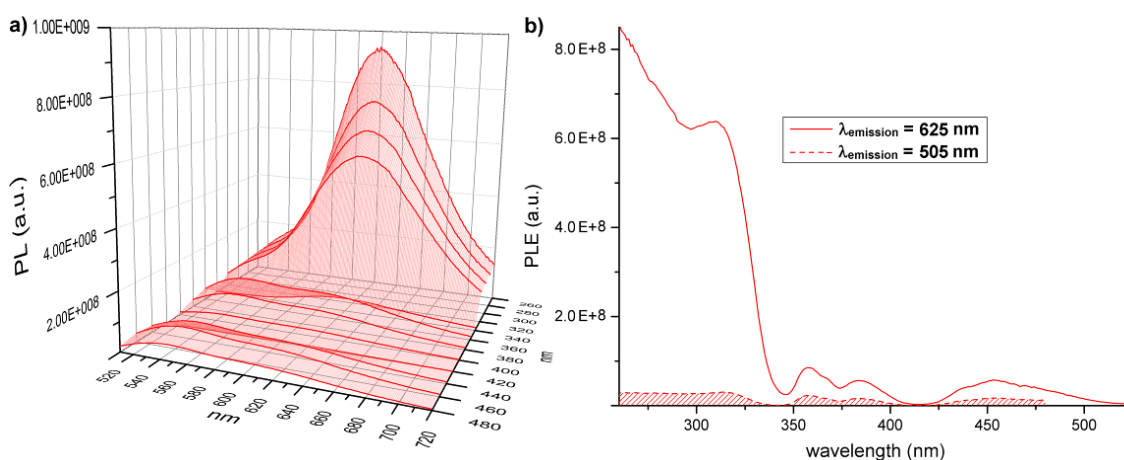 a)
1.00E+009
8.00E+008
6.00E+008
4.00E+008
2.00E+008
PL (a.u.)
520
540
560
580
600
620
640
660
680
700
720
nm
260
280
300
320
340
360
380
400
420
440
460
480
nm
b)
8.0E+8
6.0E+8
4.0E+8
2.0E+8
PLE (a.u.)
λemission = 625 nm
λemission = 505 nm
300 350 400 450 500
wavelength (nm)